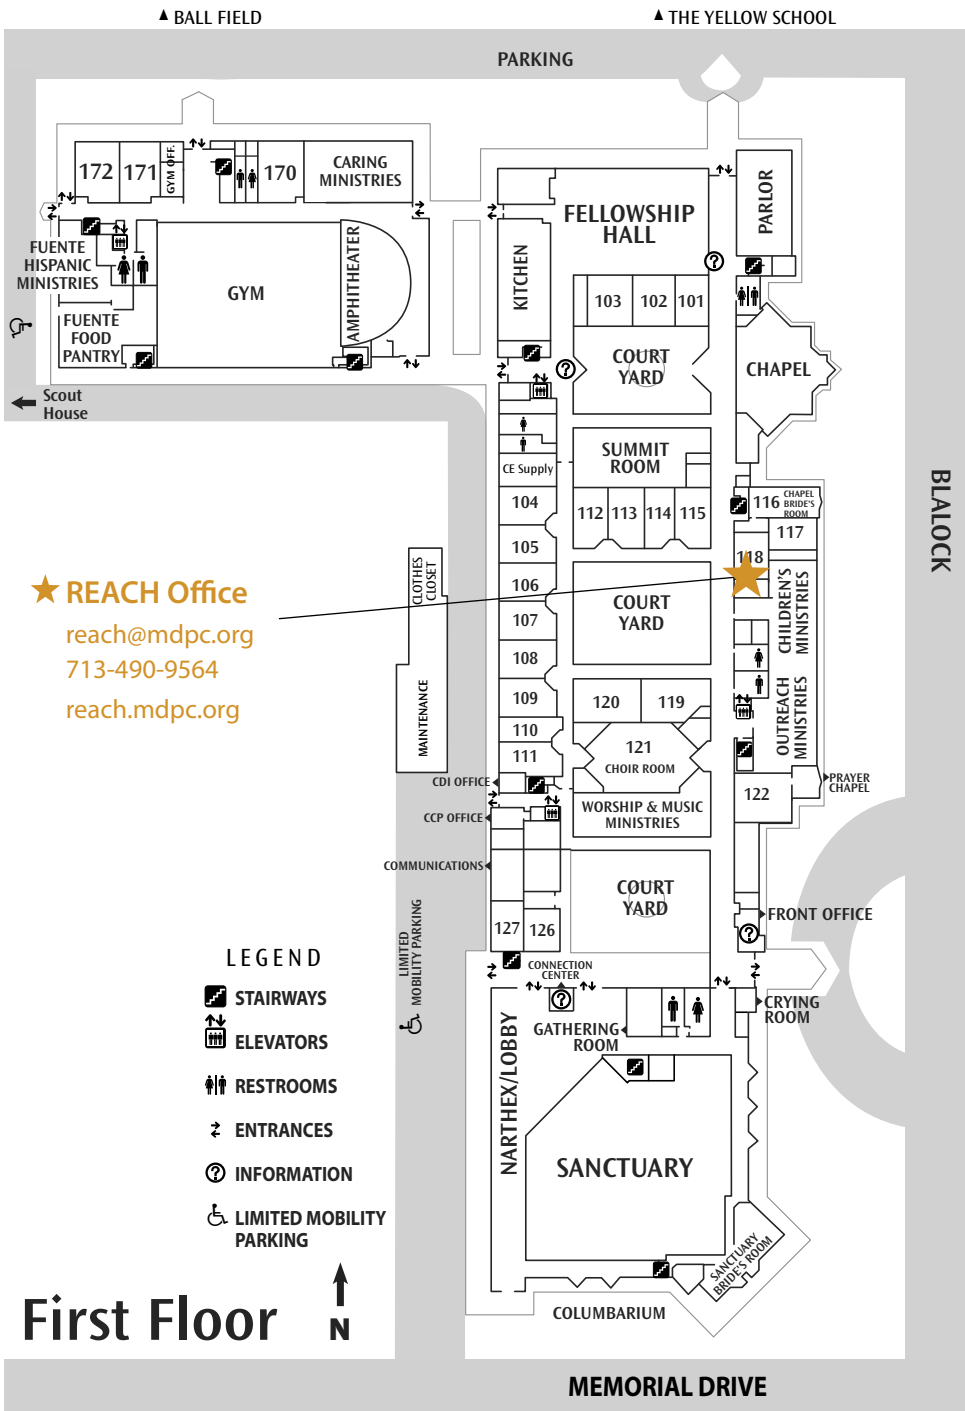 BALL FIELD
THE YELLOW SCHOOL
PARKING
172
171
GYM OFF.
170
CARING
MINISTRIES
FELLOWSHIP
HALL
PARLOR
FUENTE
HISPANIC
MINISTRIES
GYM
AMPHITHEATER
KITCHEN
103
102
101
FUENTE
FOOD
PANTRY
COURT
YARD
CHAPEL
Scout
House
SUMMIT
ROOM
CE Supply
104
112
113
114
115
116
CHAPEL
BRIDE'S
ROOM
117
118
BLALOCK
105
106
107
108
109
110
111
CLOTHES
CLOSET
MAINTENANCE
REACH Office
reach@mdpc.org
713-490-9564
reach.mdpc.org
COURT
YARD
CHILDREN'S
MINISTRIES
OUTREACH
MINISTRIES
120
119
121
CHOIR ROOM
WORSHIP & MUSIC
MINISTRIES
CDI OFFICE
CCP OFFICE
COMMUNICATIONS
122
PRAYER
CHAPEL
COURT
YARD
127
126
FRONT OFFICE
LIMITED
MOBILITY PARKING
CONNECTION
CENTER
GATHERING
ROOM
CRYING
ROOM
NARTHEX/LOBBY
SANCTUARY
SANCTUARY
BRIDE'S ROOM
COLUMBARIUM
LEGEND
STAIRWAYS
ELEVATORS
RESTROOMS
ENTRANCES
INFORMATION
LIMITED MOBILITY
PARKING
First Floor
N
MEMORIAL DRIVE